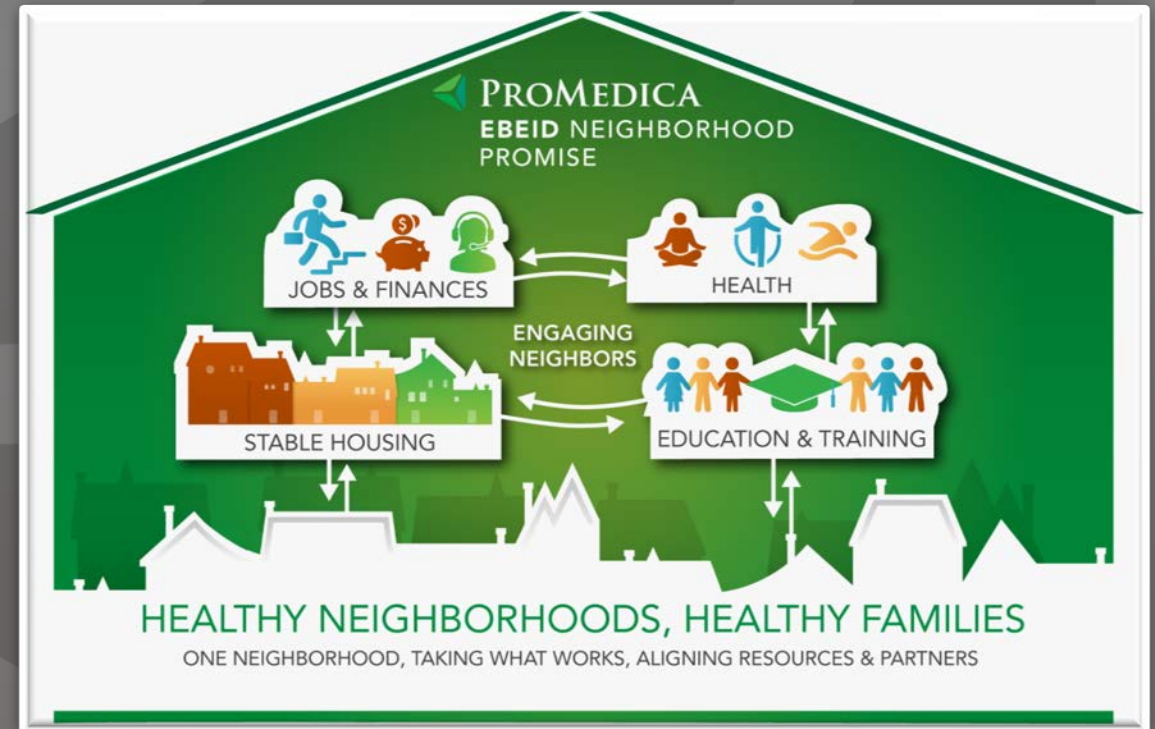 PROMEDICA
EBEID NEIGHBORHOOD
PROMISE
$
JOBS & FINANCES
HEALTH
ENGAGING
NEIGHBORS
STABLE HOUSING
EDUCATION & TRAINING
HEALTHY NEIGHBORHOODS, HEALTHY FAMILIES
ONE NEIGHBORHOOD, TAKING WHAT WORKS, ALIGNING RESOURCES & PARTNERS